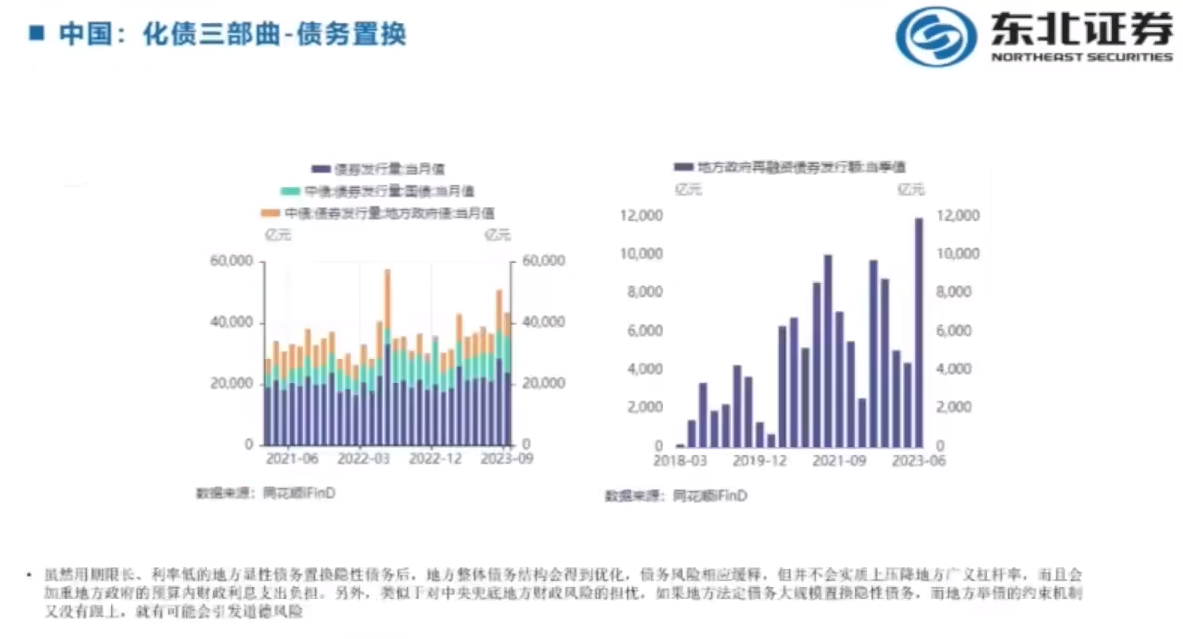 ■ 中国：化债三部曲-债务置换
东北证券
NORTHEAST SECURITIES
债券发行量:当月值
中债:债券发行量:国债:当月值
中债:债券发行量:地方政府债:当月值
亿元 亿元
60,000 60,000
40,000 40,000
20,000 20,000
0 0
2021-06 2022-03 2022-12 2023-09
数据来源：同花顺iFinD
地方政府再融资债券发行额:当季值
亿元 亿元
12,000 12,000
10,000 10,000
8,000 8,000
6,000 6,000
4,000 4,000
2,000 2,000
0 0
2018-03 2019-12 2021-09 2023-06
数据来源：同花顺iFinD
• 虽然用期限长、利率低的地方显性债务置换隐性债务后，地方整体债务结构会得到优化，债务风险相应缓释，但并不会实质上压降地方广义杠杆率，而且会
加重地方政府的预算内财政利息支出负担。另外，类似于对中央兜底地方财政风险的担忧，如果地方法定债务大规模置换隐性债务，而地方举债的约束机制
又没有跟上，就有可能会引发道德风险